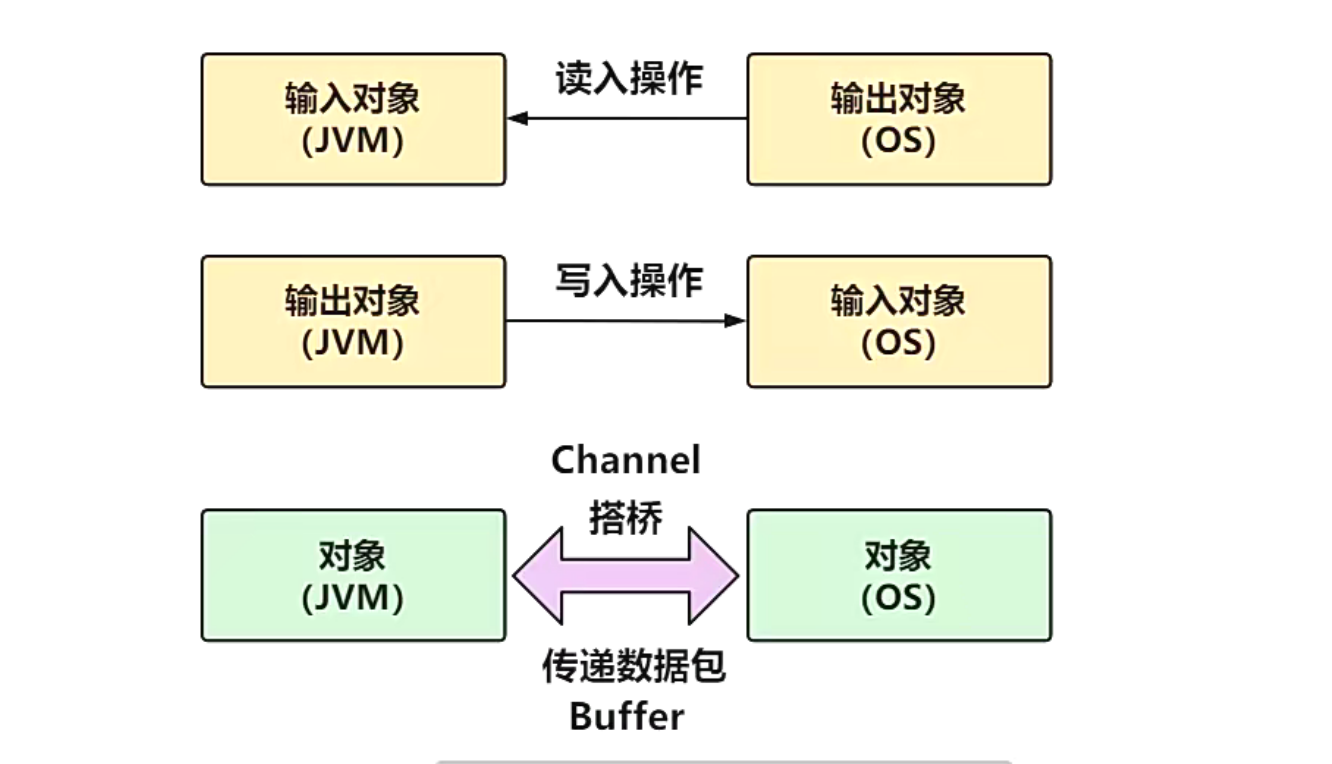 输入对象
(JVM)
读入操作
输出对象
(OS)
输出对象
(JVM)
写入操作
输入对象
(OS)
Channel
搭桥
对象
(JVM)
对象
(OS)
传递数据包
Buffer